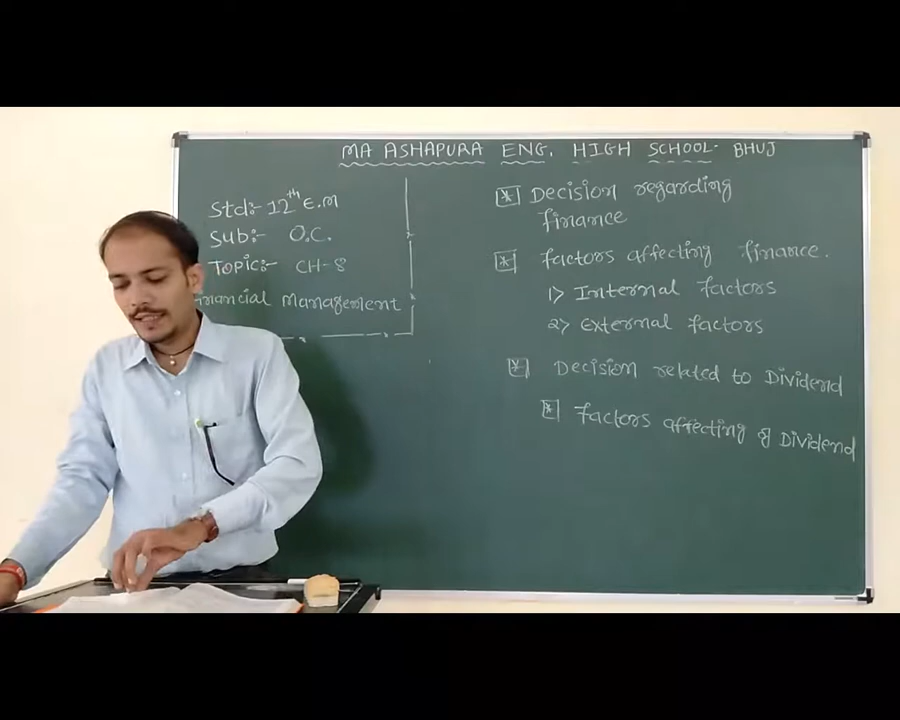 MA ASHAPURA ENG. HIGH SCHOOL- BHUJ
Std:- 12th E.M
Sub:- O.C.
Topic:- CH-8
Financial Management
* Decision regarding
finance
* Factors affecting finance.
1> Internal factors
2> External factors
* Decision related to Dividend
* Factors affecting of Dividend